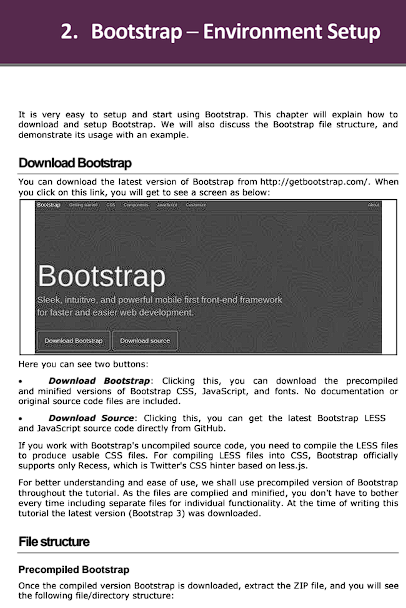 2. Bootstrap – Environment Setup
It is very easy to setup and start using Bootstrap. This chapter will explain how to
download and setup Bootstrap. We will also discuss the Bootstrap file structure, and
demonstrate its usage with an example.
Download Bootstrap
You can download the latest version of Bootstrap from http://getbootstrap.com/. When
you click on this link, you will get to see a screen as below:
Bootstrap Getting started CSS Components JavaScript Customize About
Bootstrap
Sleek, intuitive, and powerful mobile first front-end framework
for faster and easier web development.
Download Bootstrap Download source
Here you can see two buttons:
• Download Bootstrap: Clicking this, you can download the precompiled
and minified versions of Bootstrap CSS, JavaScript, and fonts. No documentation or
original source code files are included.
• Download Source: Clicking this, you can get the latest Bootstrap LESS
and JavaScript source code directly from GitHub.
If you work with Bootstrap's uncompiled source code, you need to compile the LESS files
to produce usable CSS files. For compiling LESS files into CSS, Bootstrap officially
supports only Recess, which is Twitter's CSS hinter based on less.js.
For better understanding and ease of use, we shall use precompiled version of Bootstrap
throughout the tutorial. As the files are complied and minified, you don't have to bother
every time including separate files for individual functionality. At the time of writing this
tutorial the latest version (Bootstrap 3) was downloaded.
File structure
Precompiled Bootstrap
Once the compiled version Bootstrap is downloaded, extract the ZIP file, and you will see
the following file/directory structure: